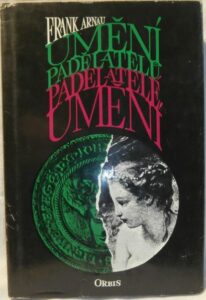 FRANK ARNAU
UMĚNÍ
PADĚLATELŮ
PADĚLATELÉ
UMĚNÍ
ORBIS